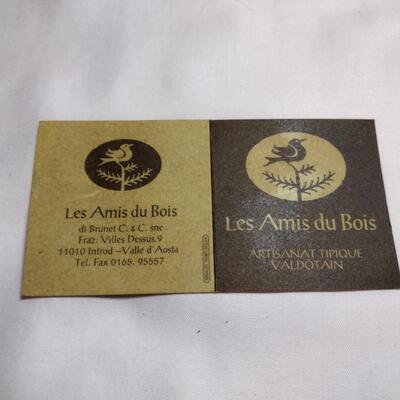 Les Amis du Bois
di Brunet C. & C. snc
Fraz. Villes Dessus,9
11010 Introd -Valle d'Aosta
Tel. Fax 0165. 95557
Les Amis du Bois
ARTISANAT TIPIQUE
VALDOTAIN